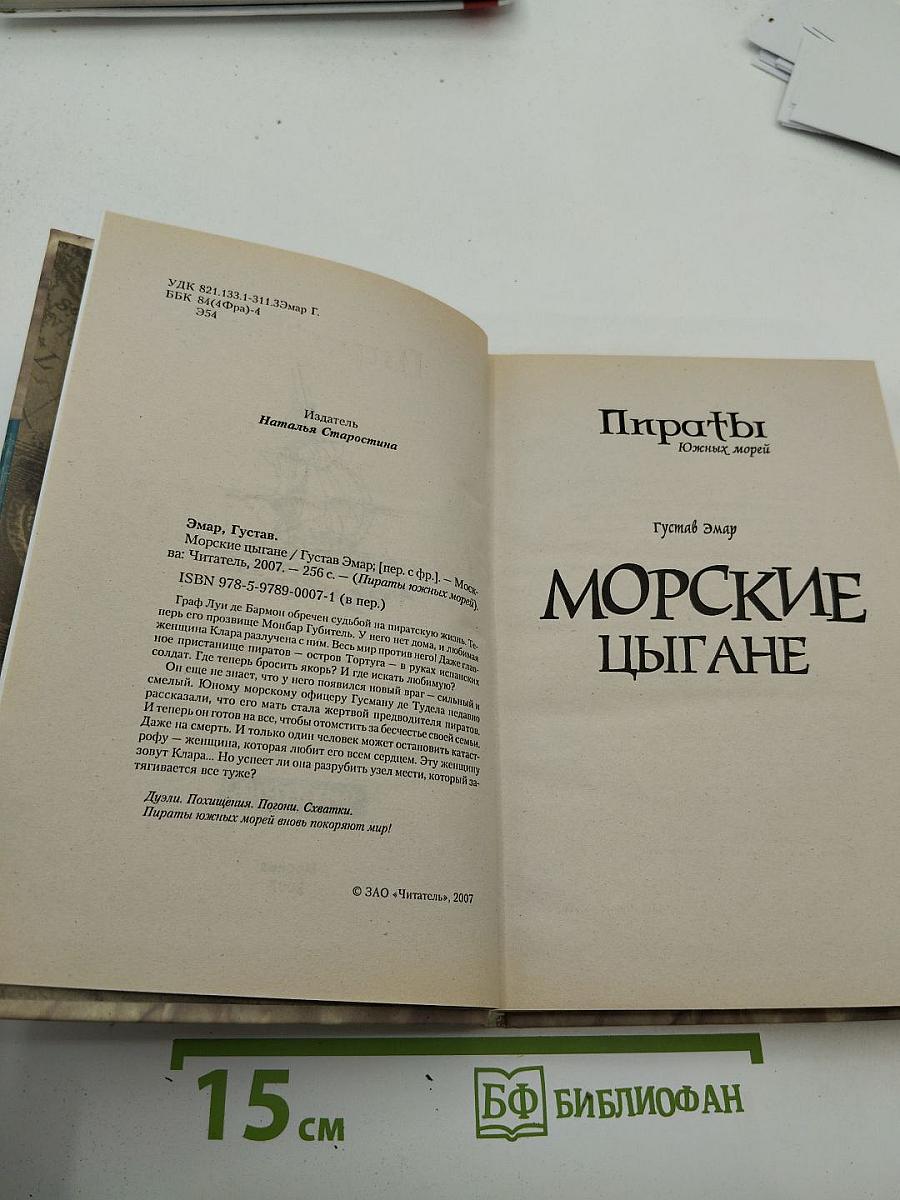 УДК 821.133.1-311.3Эмар Г.
ББК 84(4Фра)-4
Э54
Издатель
Наталья Старостина
Эмар, Густав.
Морские цыгане / Густав Эмар; [пер. с фр.]. — Моск-
ва: Читатель, 2007. — 256 с. — (Пираты южных морей).
ISBN 978-5-9789-0007-1 (в пер.)
Граф Луи де Бармон обречен судьбой на пиратскую жизнь. Те-
перь его прозвище Монбар Губитель. У него нет дома, и любимая
женщина Клара разлучена с ним. Весь мир против него! Даже глав-
ное пристанище пиратов — остров Тортуга — в руках испанских
солдат. Где теперь бросить якорь? И где искать любимую?
Он еще не знает, что у него появился новый враг — сильный и
смелый. Юному морскому офицеру Гусману де Тудела недавно
рассказали, что его мать стала жертвой предводителя пиратов.
И теперь он готов на все, чтобы отомстить за бесчестье своей семьи.
Даже на смерть. И только один человек может остановить катаст-
рофу — женщина, которая любит его всем сердцем. Эту женщину
зовут Клара... Но успеет ли она разрубить узел мести, который за-
тягивается все туже?
Дуэли. Похищения. Погони. Схватки.
Пираты южных морей вновь покоряют мир!
© ЗАО «Читатель», 2007
Пираты
Южных морей
Густав Эмар
МОРСКИЕ
ЦЫГАНЕ
15 см
БФ БИБЛИОФАН